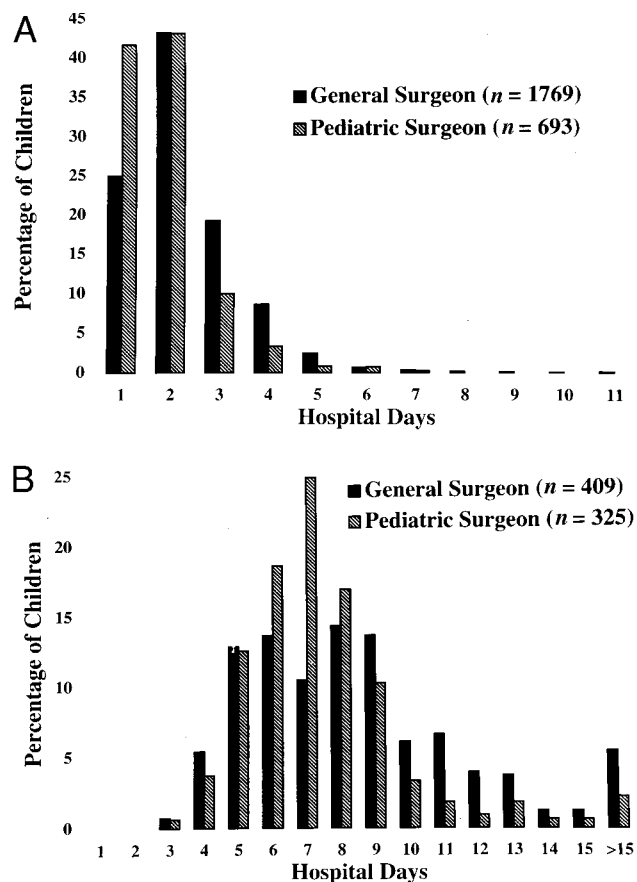 A
45
40
35
30
25
20
15
10
5
0
Percentage of Children
General Surgeon (n = 1769)
Pediatric Surgeon (n = 693)
1 2 3 4 5 6 7 8 9 10 11
Hospital Days
B
25
20
15
10
5
0
Percentage of Children
General Surgeon (n = 409)
Pediatric Surgeon (n = 325)
1 2 3 4 5 6 7 8 9 10 11 12 13 14 15 >15
Hospital Days